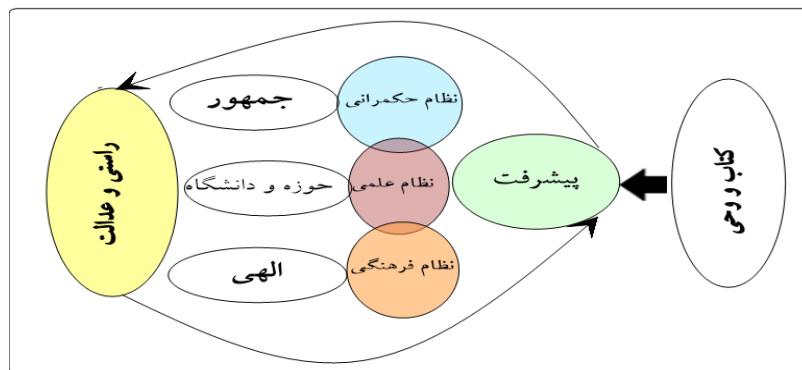 کتاب و وحی
پیشرفت
نظام حکمرانی
جمهور
نظام علمی
حوزه و دانشگاه
نظام فرهنگی
الهی
راستی و عدالت